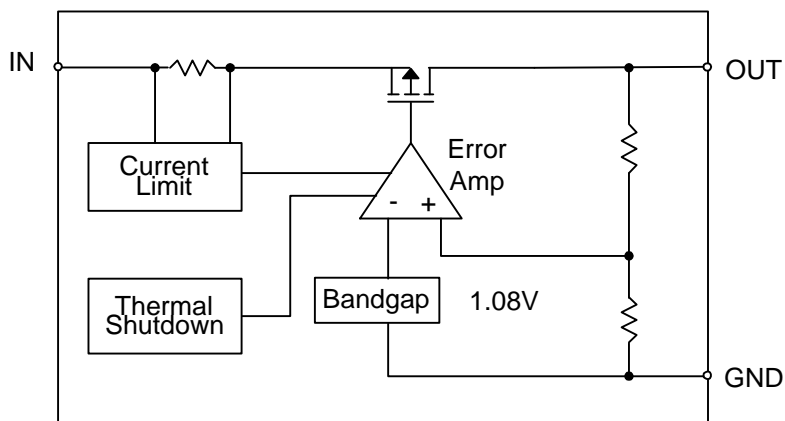 IN
OUT
Current
Limit
Error
Amp
-
+
Thermal
Shutdown
Bandgap
1.08V
GND